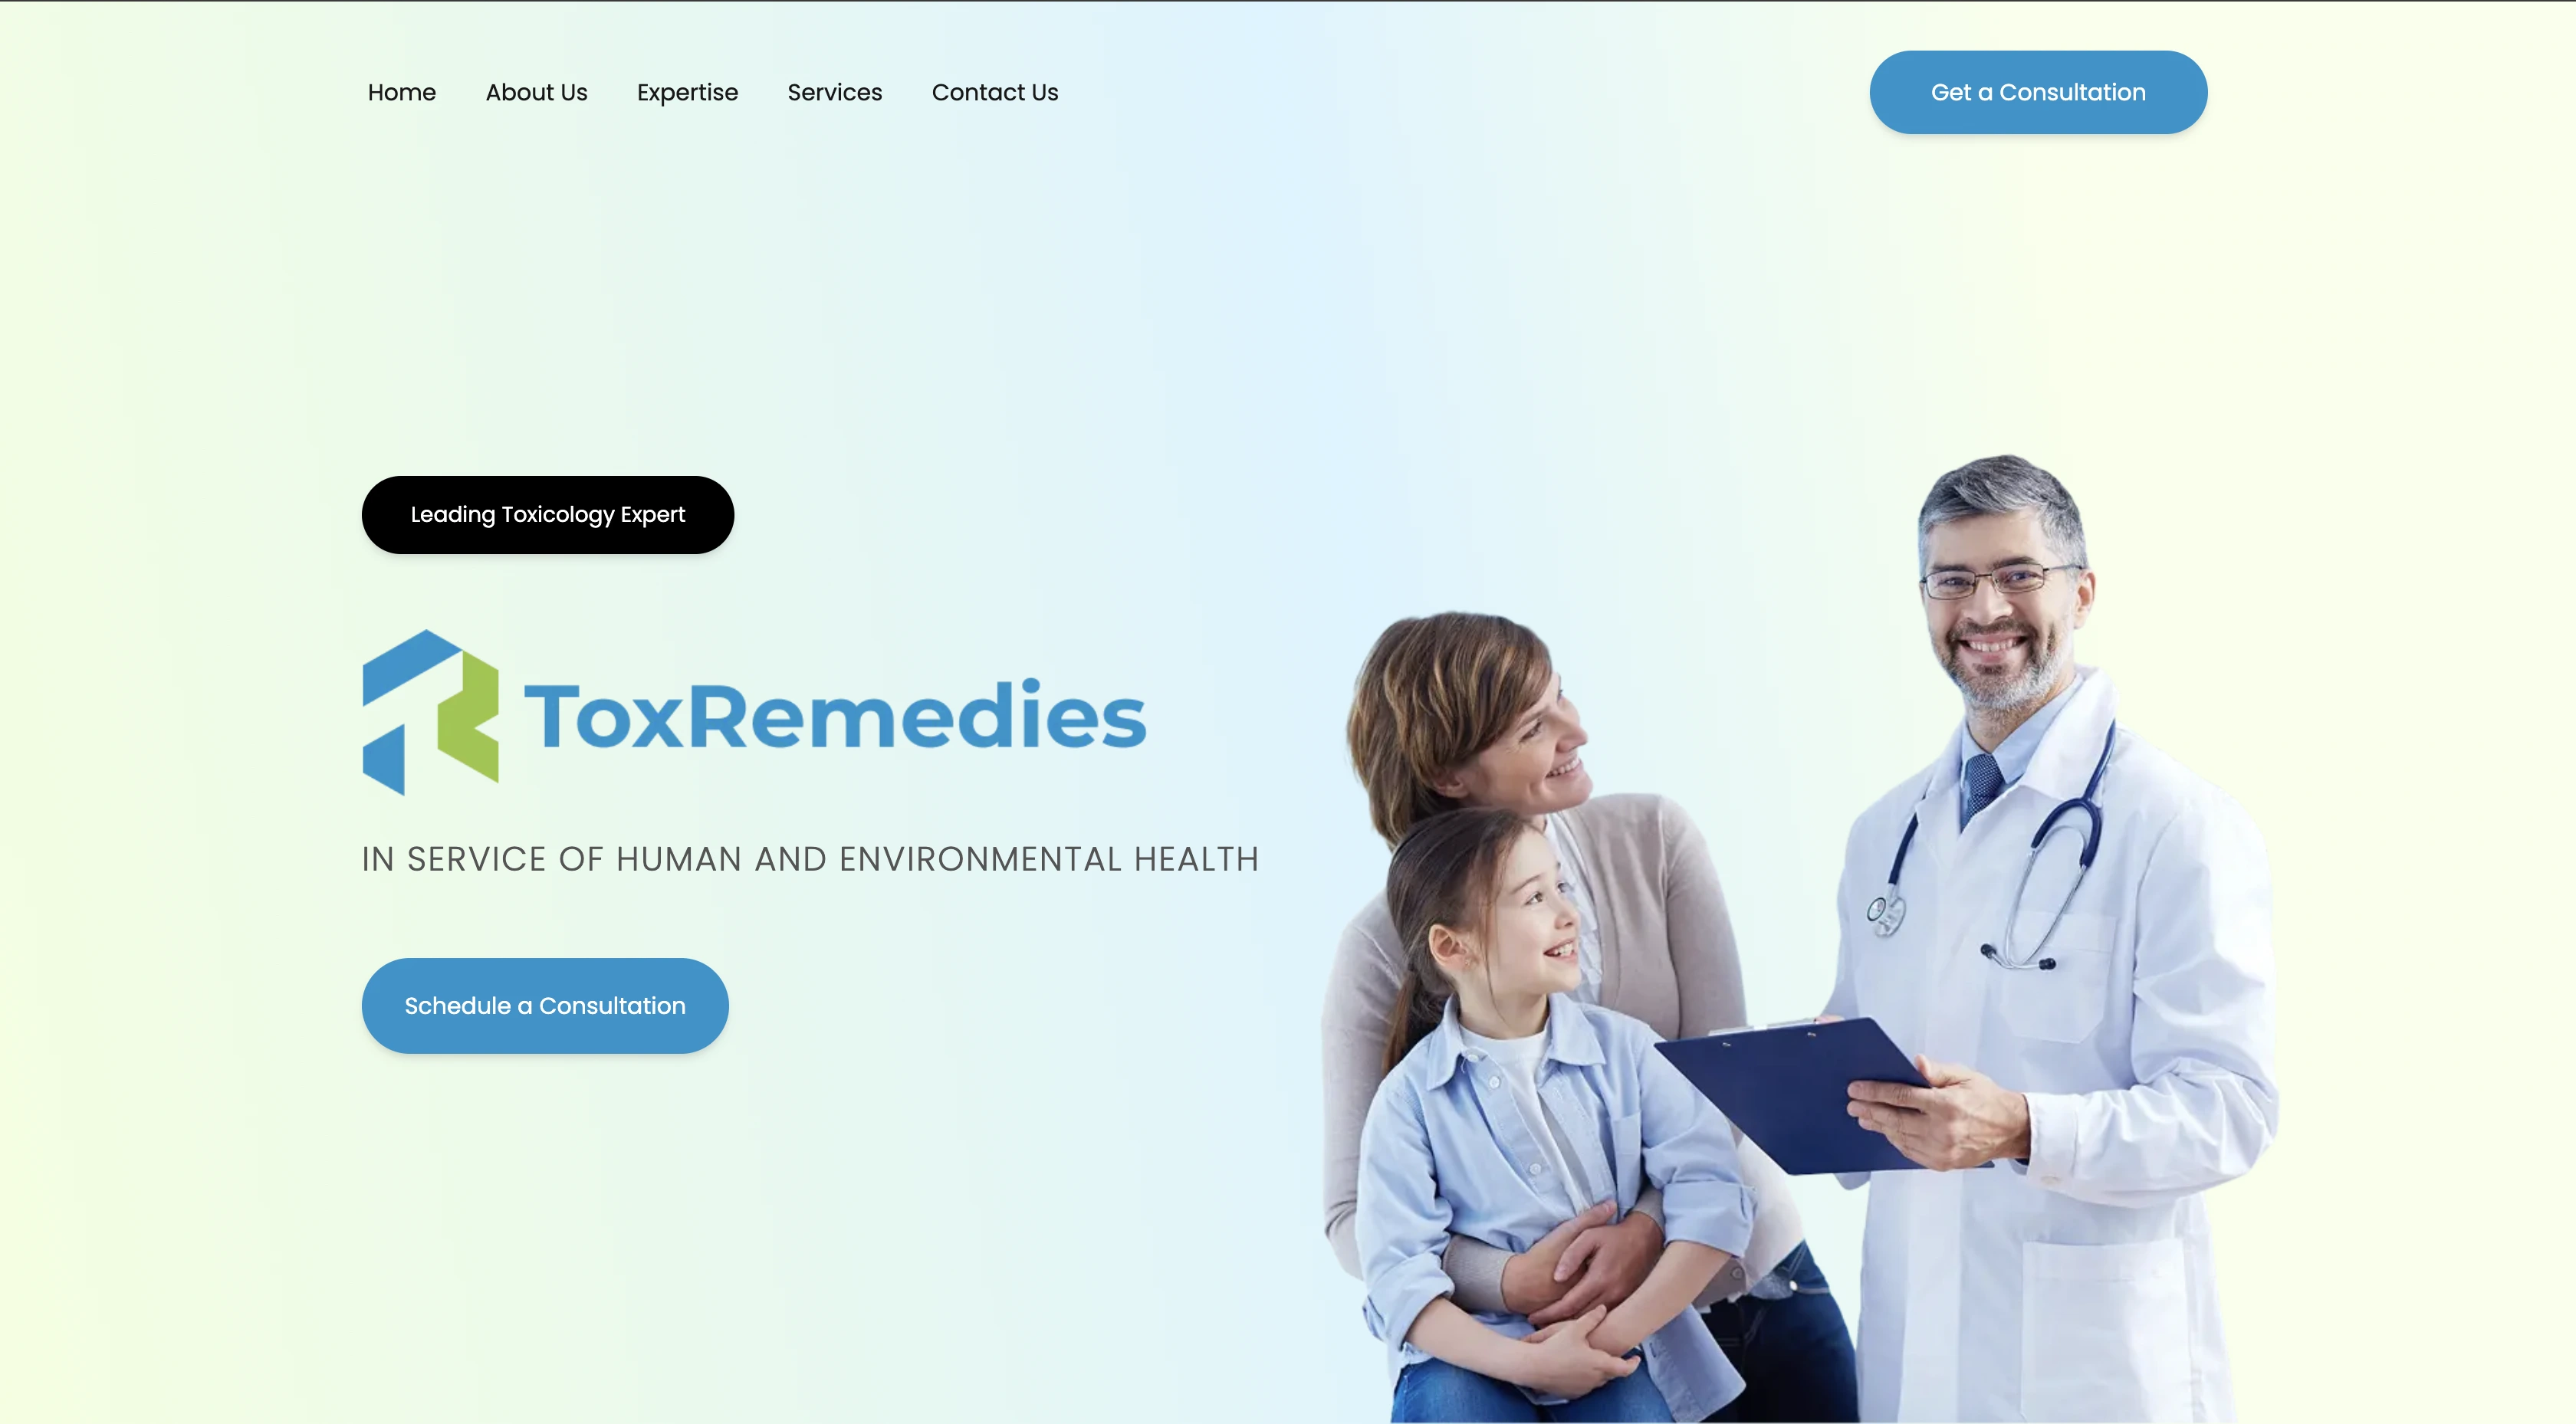 Home About Us Expertise Services Contact Us Get a Consultation
Leading Toxicology Expert
ToxRemedies
IN SERVICE OF HUMAN AND ENVIRONMENTAL HEALTH
Schedule a Consultation